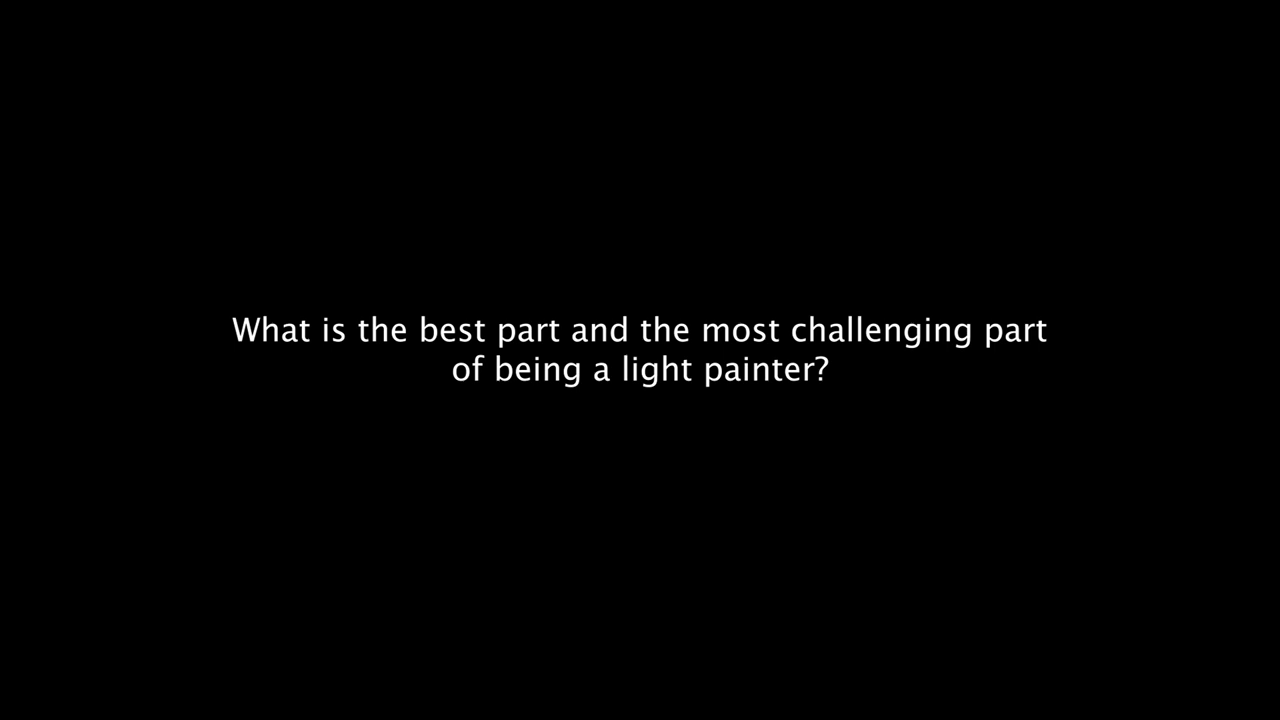 What is the best part and the most challenging part
of being a light painter?